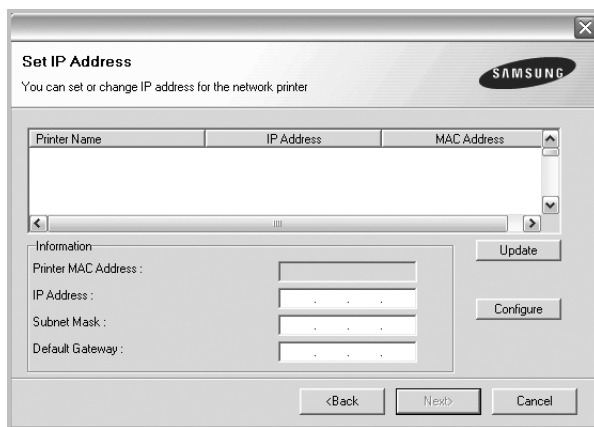 Set IP Address
You can set or change IP address for the network printer
SAMSUNG
Printer Name IP Address MAC Address
Information
Update
Printer MAC Address :
IP Address :
Configure
Subnet Mask :
Default Gateway :
<Back Next> Cancel